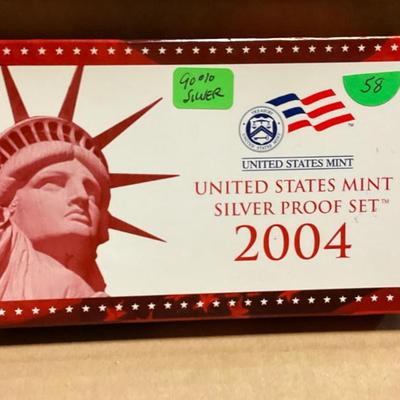 90%
SILVER
58
UNITED STATES MINT
UNITED STATES MINT
SILVER PROOF SET™
2004